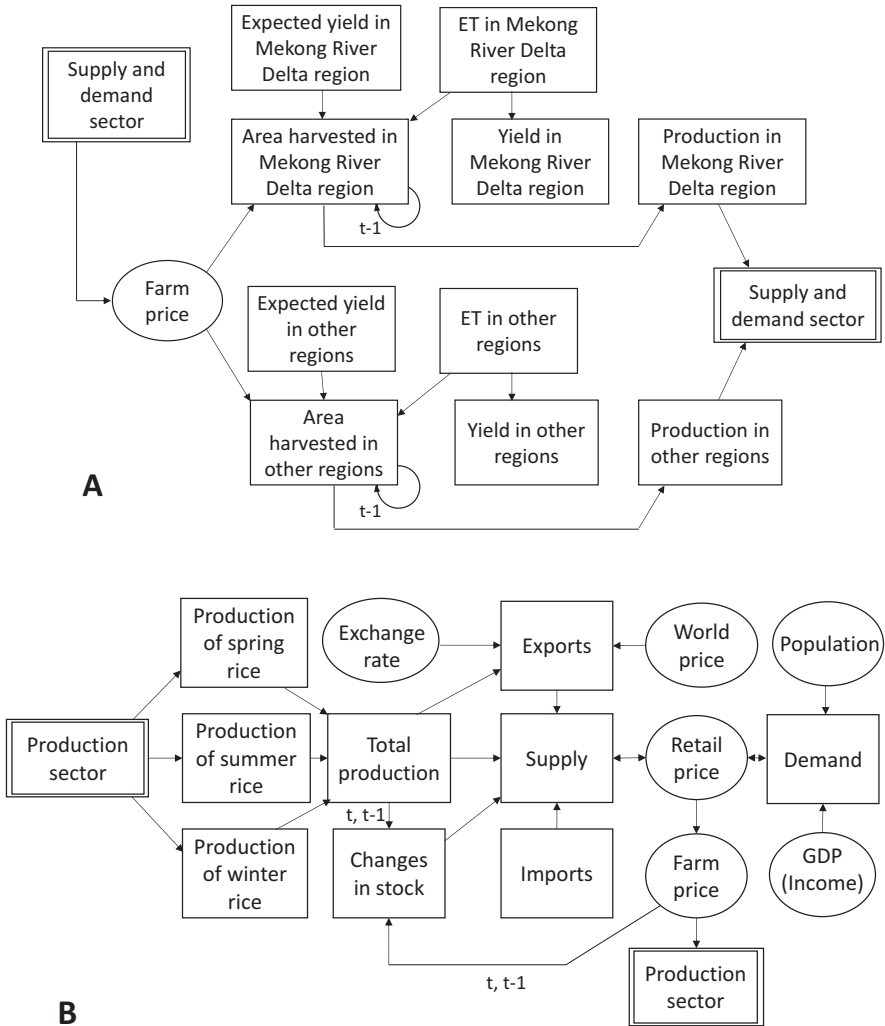 Supply and
demand
sector
Expected yield in
Mekong River
Delta region
ET in Mekong
River Delta
region
Area harvested in
Mekong River
Delta region
Yield in
Mekong River
Delta region
Production in
Mekong River
Delta region
t-1
Farm
price
Expected yield
in other
regions
ET in other
regions
Supply and
demand sector
Area
harvested in
other regions
Yield in other
regions
Production in
other regions
A
t-1
Production
of spring
rice
Exchange
rate
Exports
World
price
Population
Production
sector
Production
of summer
rice
Total
production
Supply
Retail
price
Demand
t, t-1
Production
of winter
rice
Changes
in stock
Imports
Farm
price
GDP
(Income)
t, t-1
Production
sector
B